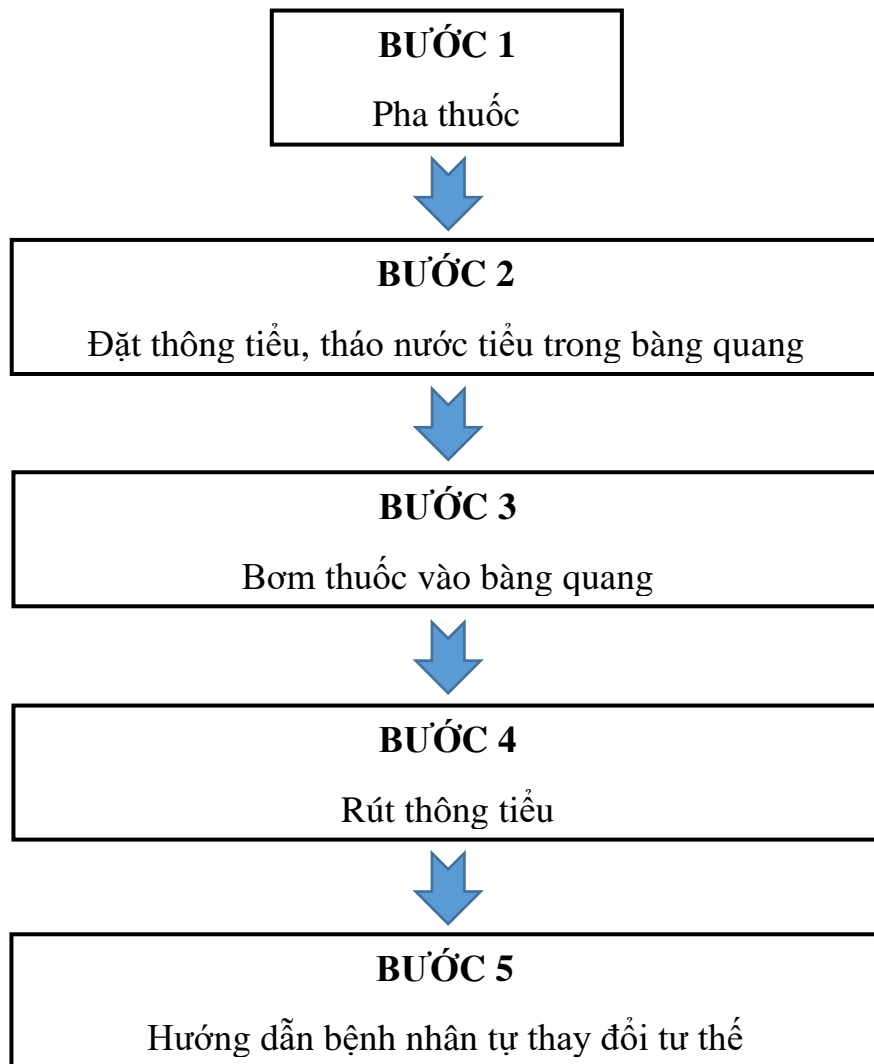 BƯỚC 1
Pha thuốc
BƯỚC 2
Đặt thông tiểu, tháo nước tiểu trong bàng quang
BƯỚC 3
Bơm thuốc vào bàng quang
BƯỚC 4
Rút thông tiểu
BƯỚC 5
Hướng dẫn bệnh nhân tự thay đổi tư thế